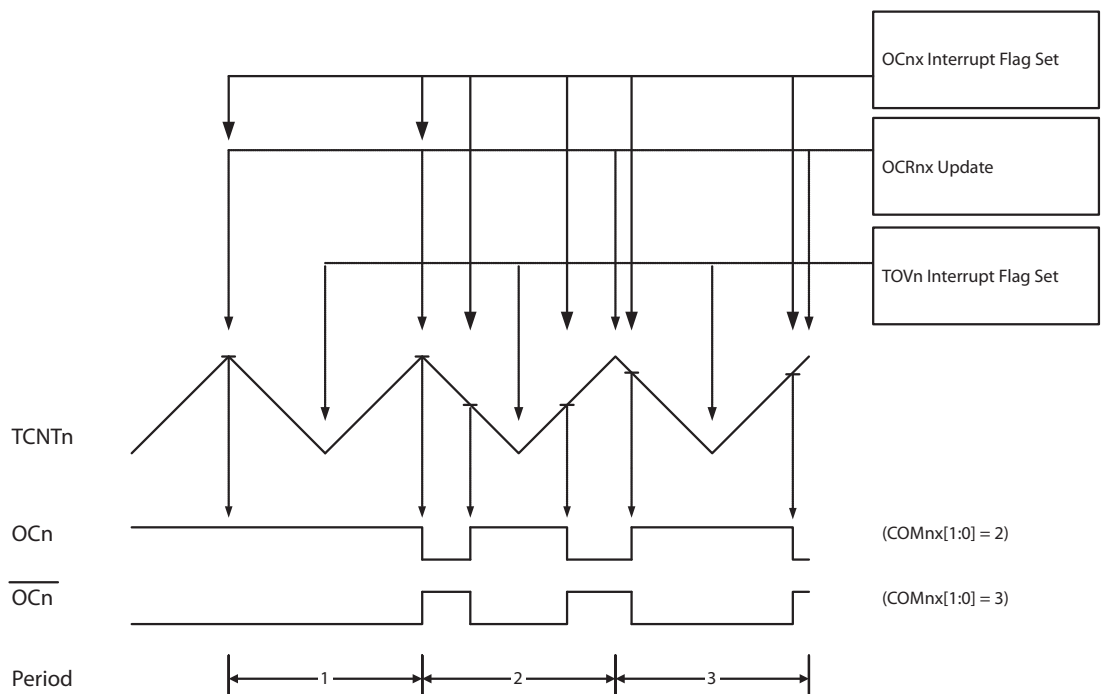 OCnx Interrupt Flag Set
OCRnx Update
TOVn Interrupt Flag Set
TCNTn
OCn
(COMnx[1:0] = 2)
OCn
(COMnx[1:0] = 3)
Period
1
2
3